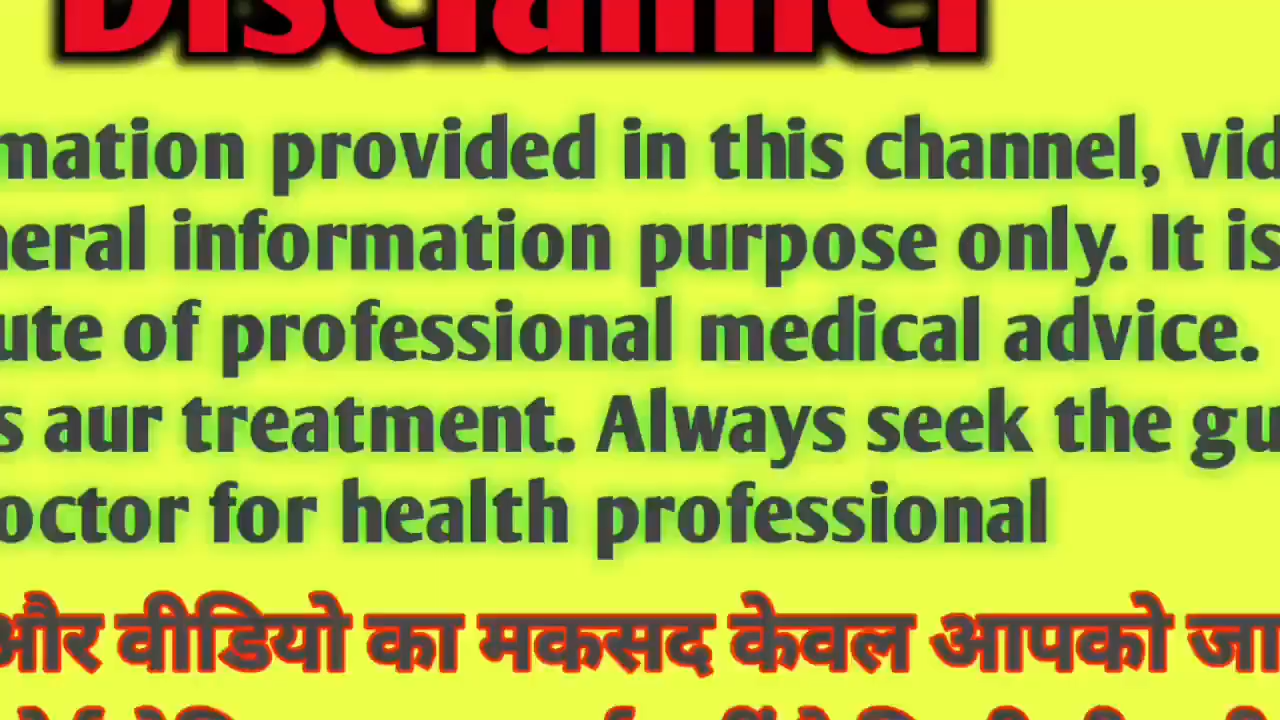 Disclaimer
mation provided in this channel, vid
neral information purpose only. It is
ute of professional medical advice.
s aur treatment. Always seek the gu
octor for health professional
और वीडियो का मकसद केवल आपको जा